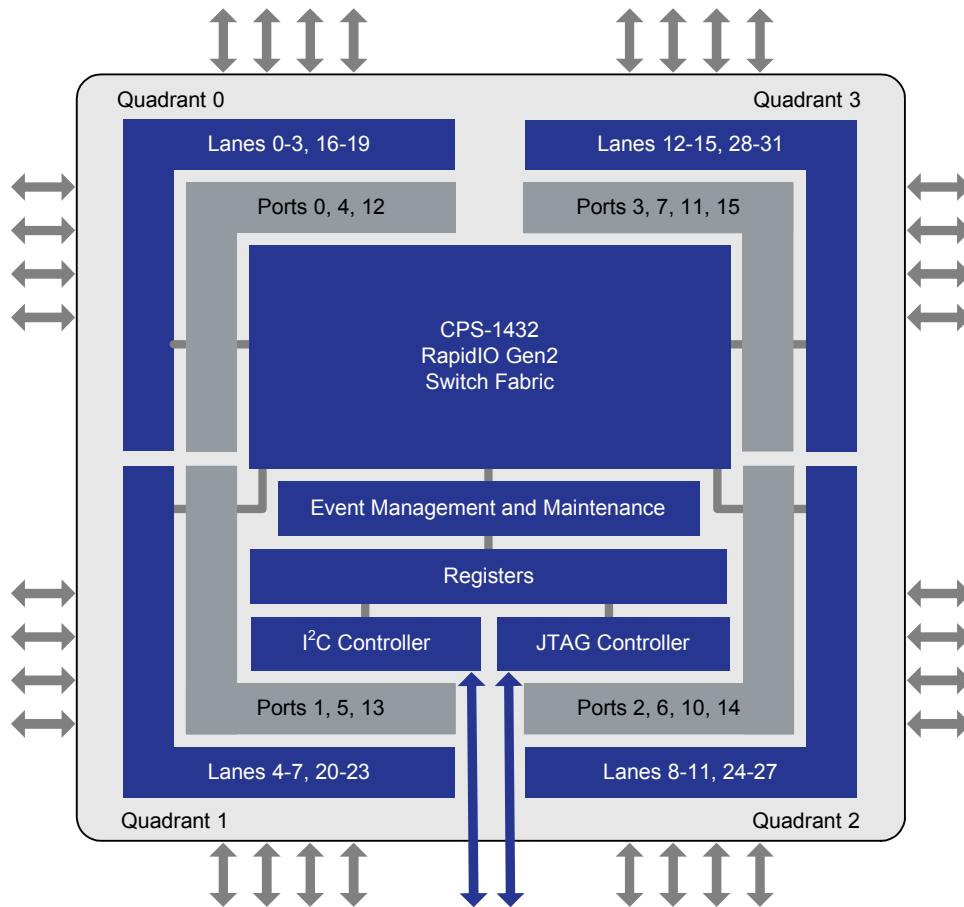 Quadrant 0
Quadrant 3
Lanes 0-3, 16-19
Lanes 12-15, 28-31
Ports 0, 4, 12
Ports 3, 7, 11, 15
CPS-1432
RapidIO Gen2
Switch Fabric
Event Management and Maintenance
Registers
I²C Controller
JTAG Controller
Ports 1, 5, 13
Ports 2, 6, 10, 14
Lanes 4-7, 20-23
Lanes 8-11, 24-27
Quadrant 1
Quadrant 2